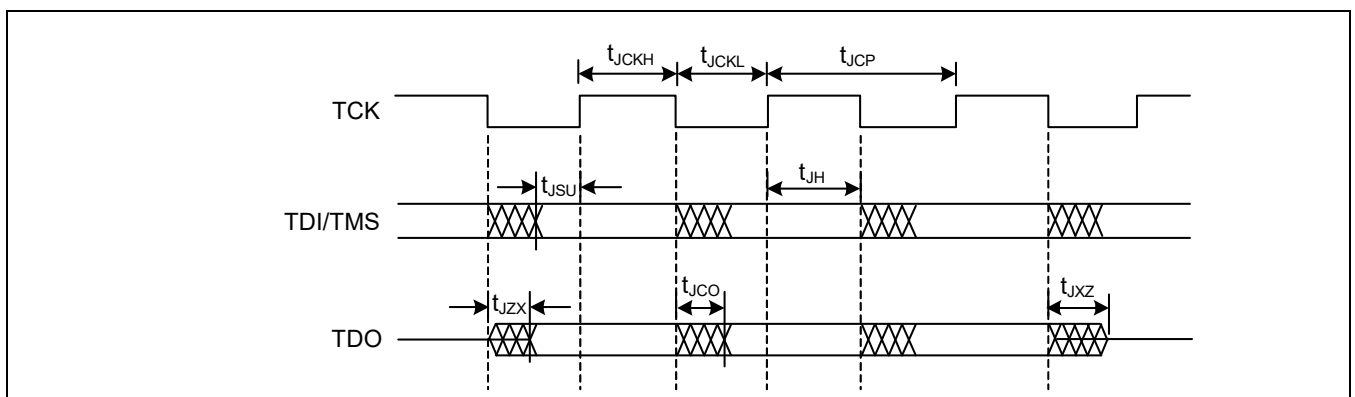 tJCKH tJCKL tJCP
TCK
tJSU tJH
TDI/TMS
tJZX tJCO tJXZ
TDO